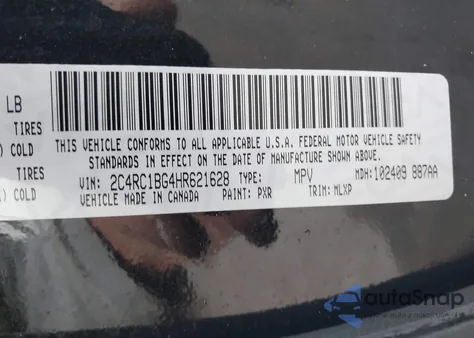 LB
TIRES
COLD
TIRES
) COLD
THIS VEHICLE CONFORMS TO ALL APPLICABLE U.S.A. FEDERAL MOTOR VEHICLE SAFETY
STANDARDS IN EFFECT ON THE DATE OF MANUFACTURE SHOWN ABOVE.
VIN: 2C4RC1BG4HR621628 TYPE: MPV MDH: 102409 887AA
VEHICLE MADE IN CANADA PAINT: PXR TRIM: MLXP
autoSnap